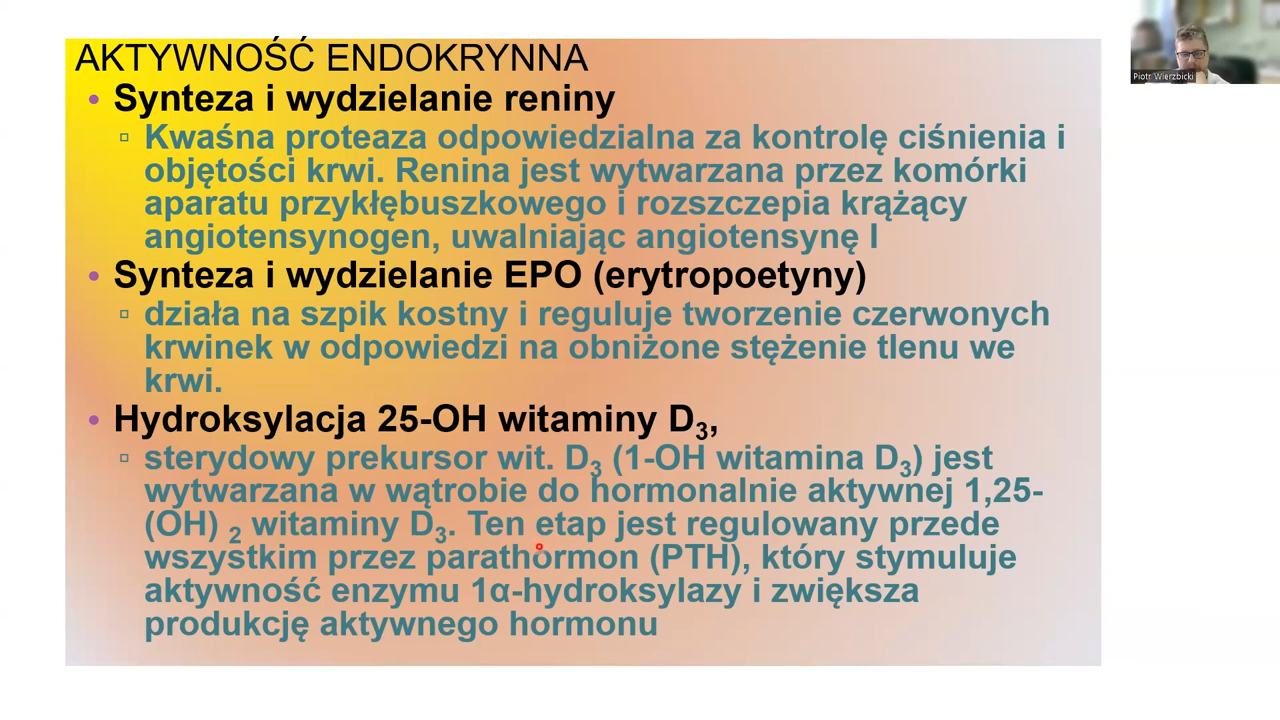 AKTYWNOŚĆ ENDOKRYNNA
• Synteza i wydzielanie reniny
▫ Kwaśna proteaza odpowiedzialna za kontrolę ciśnienia i
objętości krwi. Renina jest wytwarzana przez komórki
aparatu przykłębuszkowego i rozszczepia krążący
angiotensynogen, uwalniając angiotensynę I
• Synteza i wydzielanie EPO (erytropoetyny)
▫ działa na szpik kostny i reguluje tworzenie czerwonych
krwinek w odpowiedzi na obniżone stężenie tlenu we
krwi.
• Hydroksylacja 25-OH witaminy D₃,
▫ sterydowy prekursor wit. D₃ (1-OH witamina D₃) jest
wytwarzana w wątrobie do hormonalnie aktywnej 1,25-
(OH) ₂ witaminy D₃. Ten etap jest regulowany przede
wszystkim przez parathormon (PTH), który stymuluje
aktywność enzymu 1α-hydroksylazy i zwiększa
produkcję aktywnego hormonu
Piotr Wierzbicki